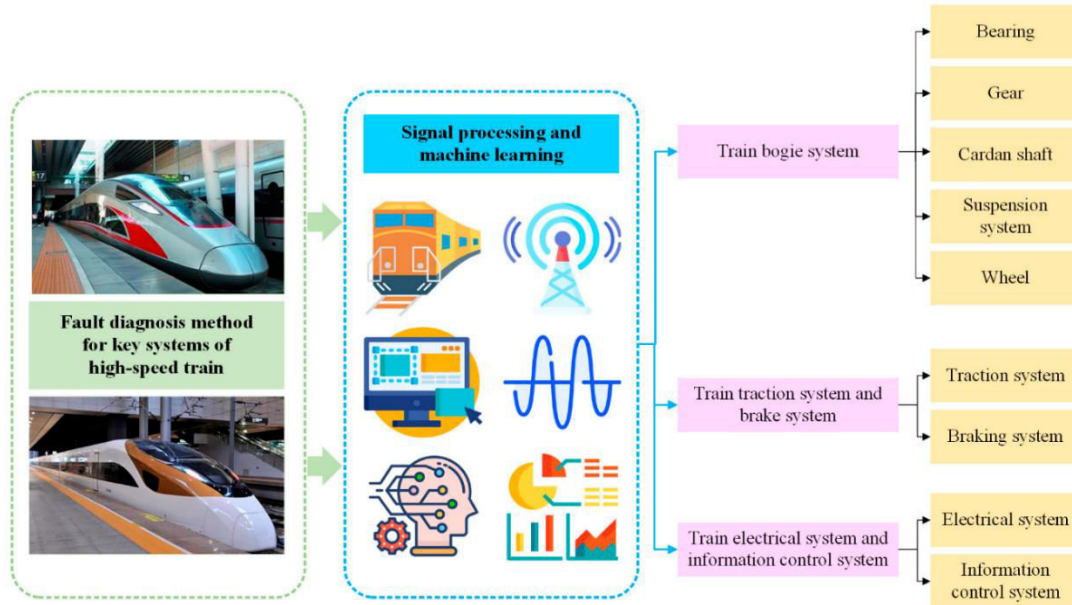 Fault diagnosis method
for key systems of
high-speed train
Signal processing and
machine learning
Train bogie system
Bearing
Gear
Cardan shaft
Suspension
system
Wheel
Train traction system and
brake system
Traction system
Braking system
Train electrical system and
information control system
Electrical system
Information
control system
17